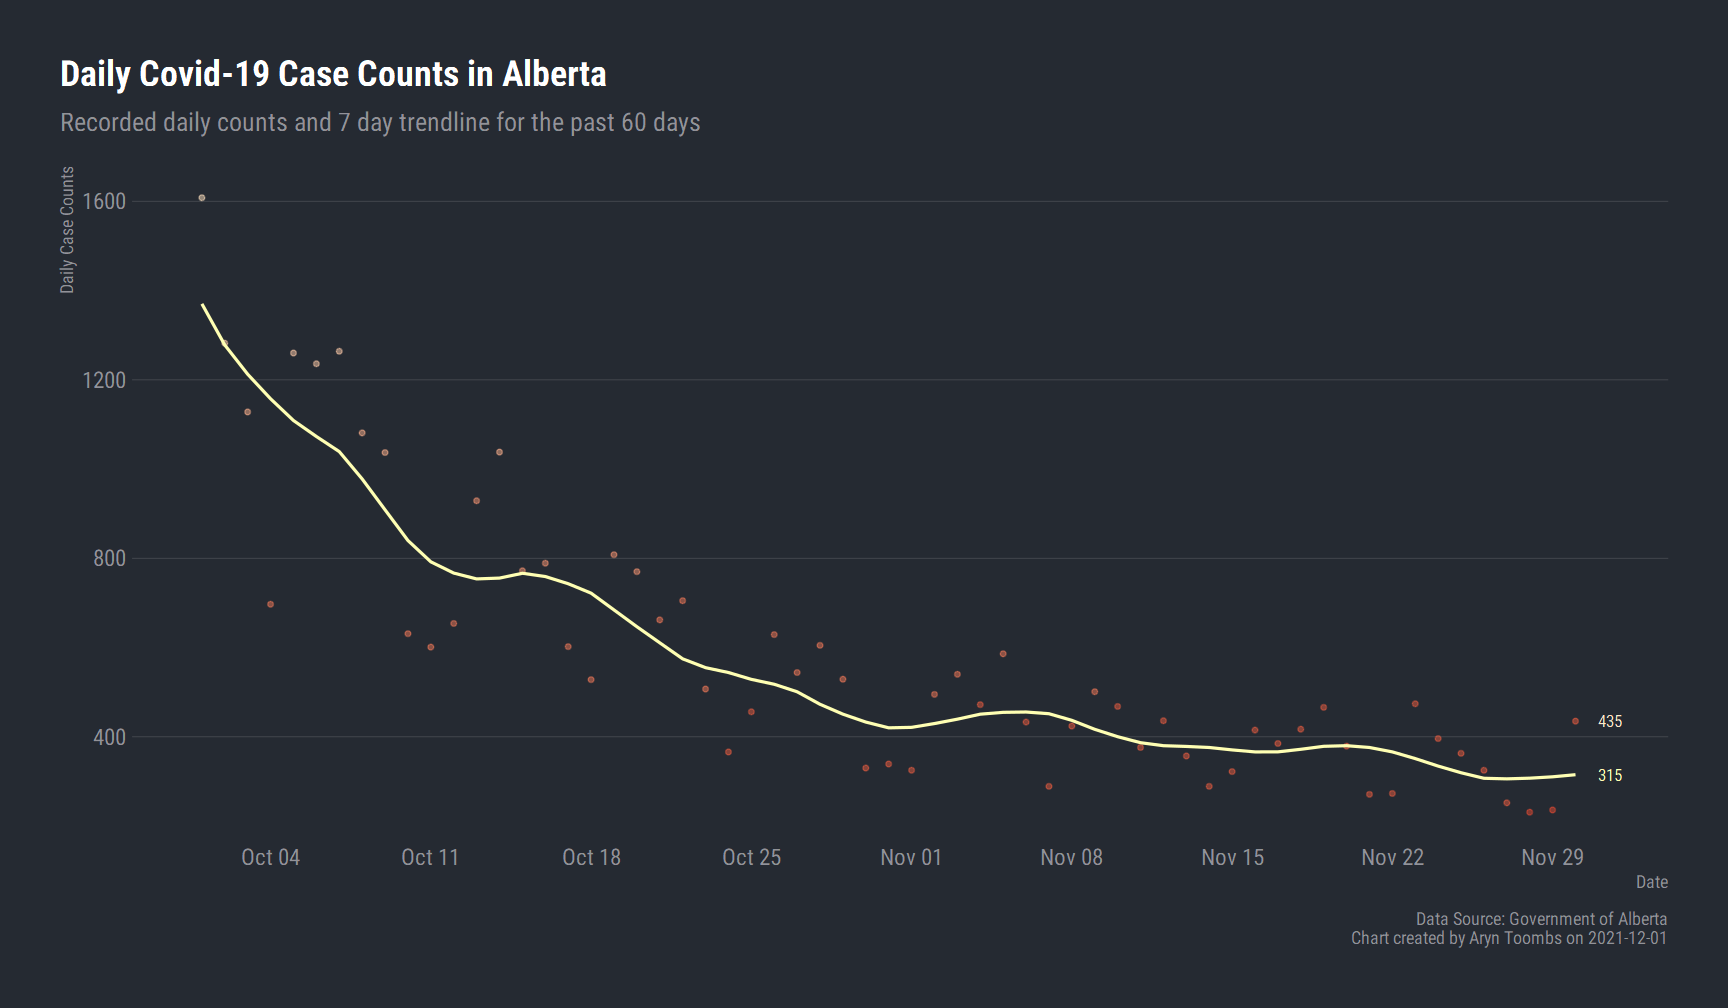 Daily Covid-19 Case Counts in Alberta
Recorded daily counts and 7 day trendline for the past 60 days
Daily Case Counts
1600
1200
800
400
435
315
Oct 04
Oct 11
Oct 18
Oct 25
Nov 01
Nov 08
Nov 15
Nov 22
Nov 29
Date
Data Source: Government of Alberta
Chart created by Aryn Toombs on 2021-12-01